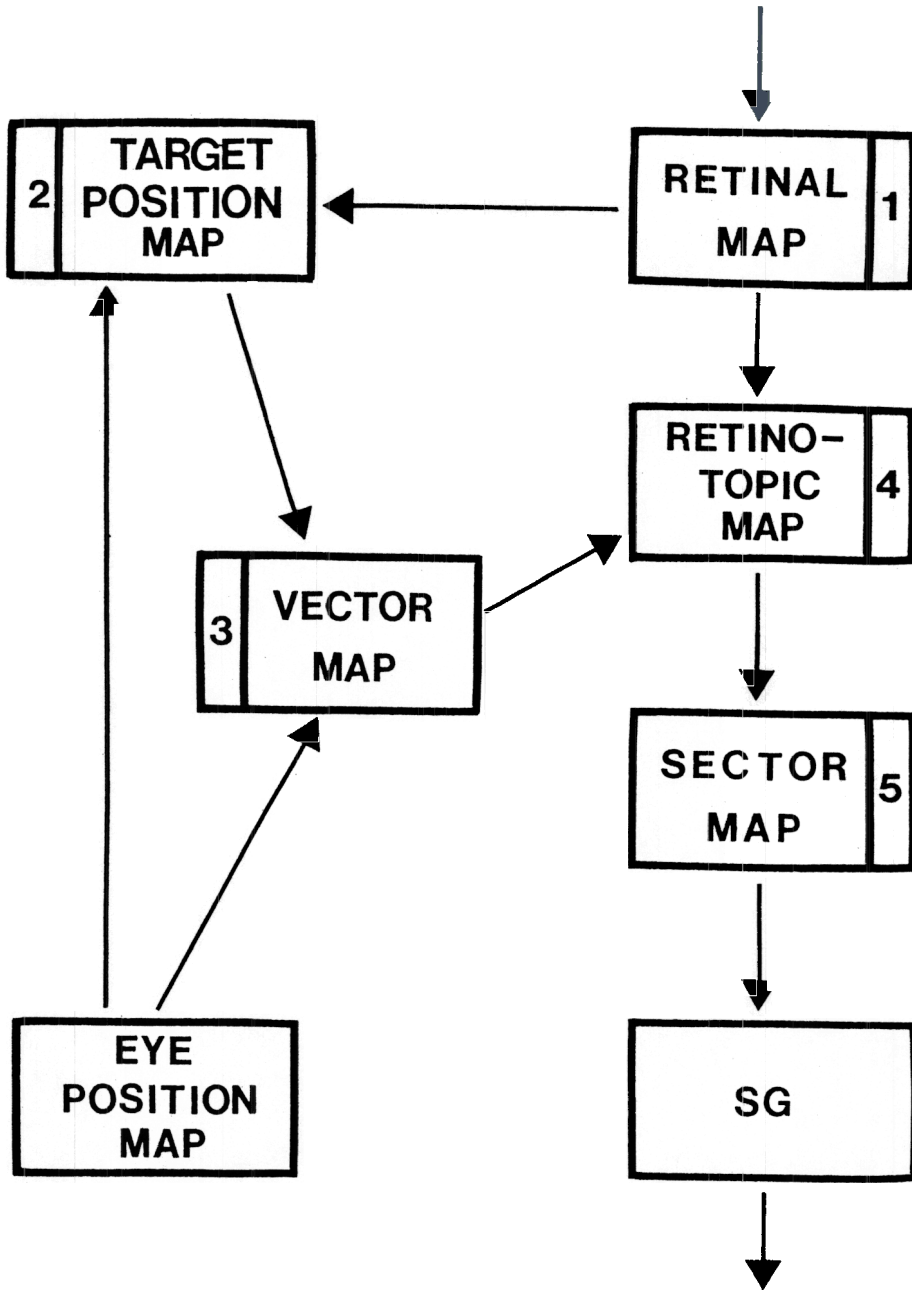 2
TARGET
POSITION
MAP
RETINAL
MAP
1
RETINO-
TOPIC
MAP
4
3
VECTOR
MAP
SECTOR
MAP
5
EYE
POSITION
MAP
SG